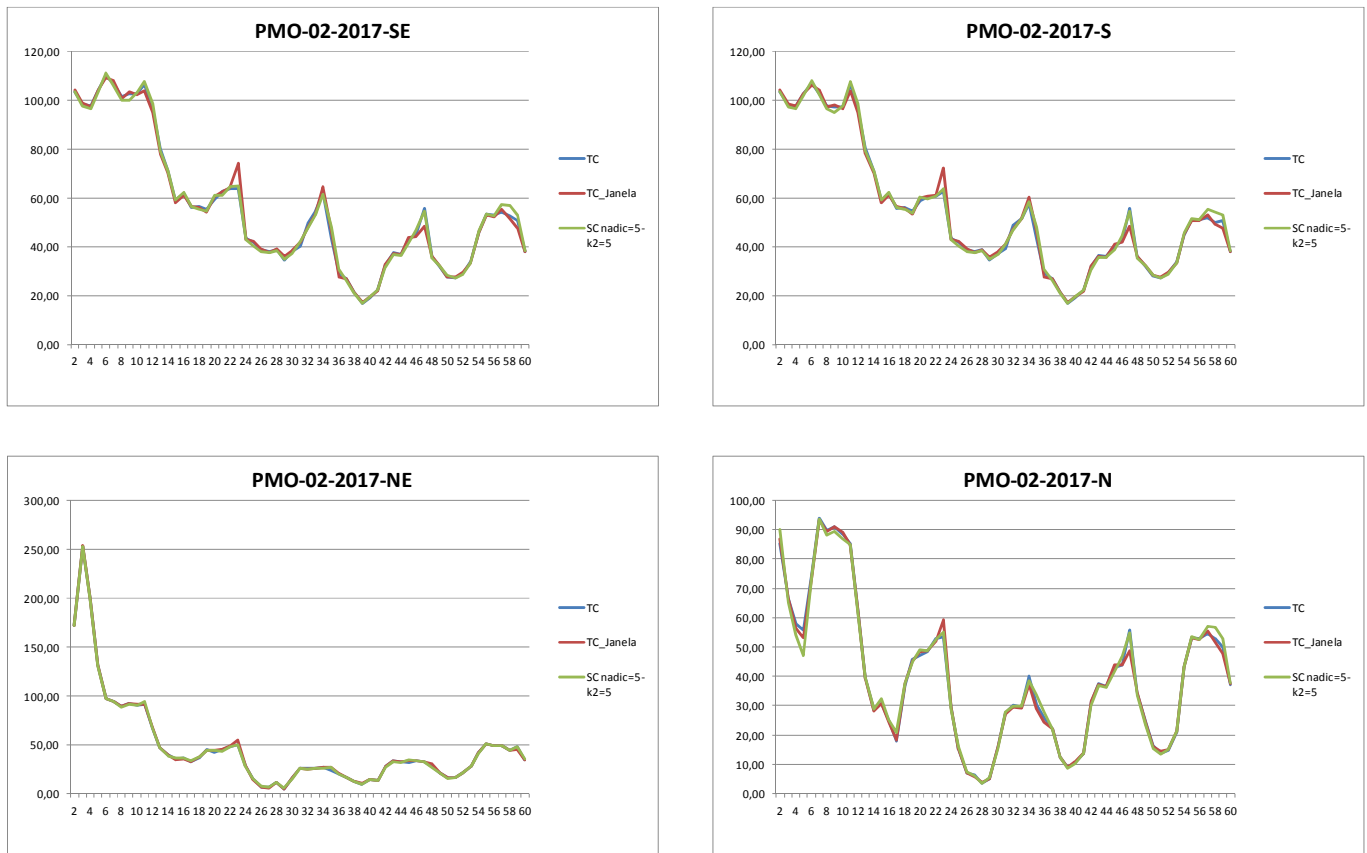 PMO-02-2017-SE
120,00
100,00
80,00
60,00
40,00
20,00
0,00
2 4 6 8 10 12 14 16 18 20 22 24 26 28 30 32 34 36 38 40 42 44 46 48 50 52 54 56 58 60
TC
TC_Janela
SC nadic=5-
k2=5
PMO-02-2017-S
120,00
100,00
80,00
60,00
40,00
20,00
0,00
2 4 6 8 10 12 14 16 18 20 22 24 26 28 30 32 34 36 38 40 42 44 46 48 50 52 54 56 58 60
TC
TC_Janela
SC nadic=5-
k2=5
PMO-02-2017-NE
300,00
250,00
200,00
150,00
100,00
50,00
0,00
2 4 6 8 10 12 14 16 18 20 22 24 26 28 30 32 34 36 38 40 42 44 46 48 50 52 54 56 58 60
TC
TC_Janela
SC nadic=5-
k2=5
PMO-02-2017-N
100,00
90,00
80,00
70,00
60,00
50,00
40,00
30,00
20,00
10,00
0,00
2 4 6 8 10 12 14 16 18 20 22 24 26 28 30 32 34 36 38 40 42 44 46 48 50 52 54 56 58 60
TC
TC_Janela
SC nadic=5-
k2=5